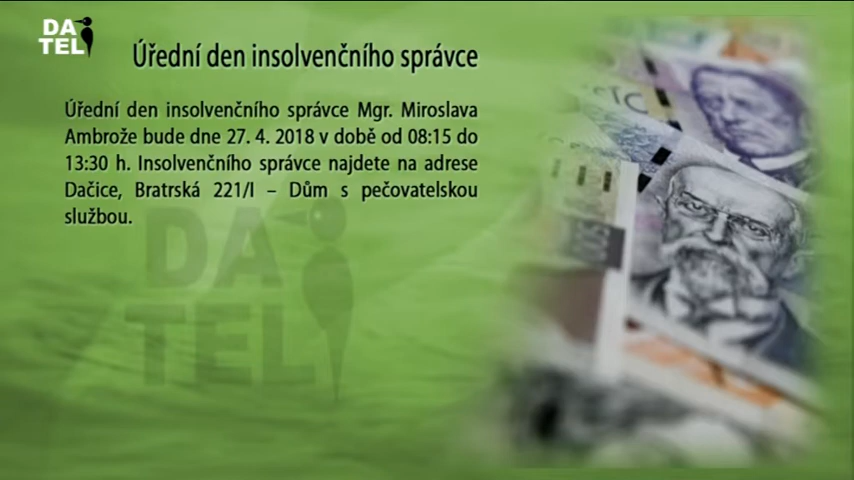 DA
TEL
Úřední den insolvenčního správce
Úřední den insolvenčního správce Mgr. Miroslava
Ambrože bude dne 27. 4. 2018 v době od 08:15 do
13:30 h. Insolvenčního správce najdete na adrese
Dačice, Bratrská 221/I – Dům s pečovatelskou
službou.
DA
TEL